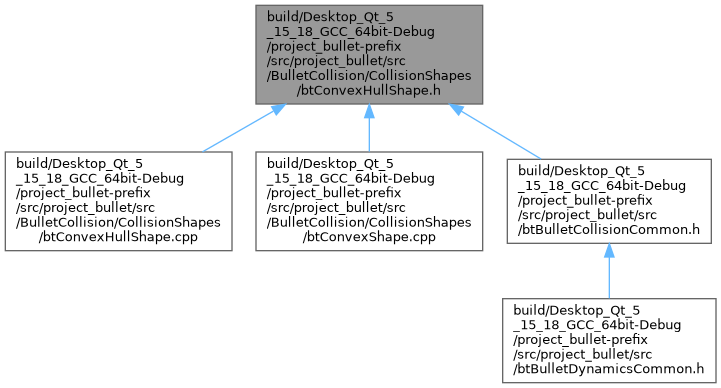 build/Desktop_Qt_5
_15_18_GCC_64bit-Debug
/project_bullet-prefix
/src/project_bullet/src
/BulletCollision/CollisionShapes
/btConvexHullShape.h
build/Desktop_Qt_5
_15_18_GCC_64bit-Debug
/project_bullet-prefix
/src/project_bullet/src
/BulletCollision/CollisionShapes
/btConvexHullShape.cpp
build/Desktop_Qt_5
_15_18_GCC_64bit-Debug
/project_bullet-prefix
/src/project_bullet/src
/BulletCollision/CollisionShapes
/btConvexShape.cpp
build/Desktop_Qt_5
_15_18_GCC_64bit-Debug
/project_bullet-prefix
/src/project_bullet/src
/btBulletCollisionCommon.h
build/Desktop_Qt_5
_15_18_GCC_64bit-Debug
/project_bullet-prefix
/src/project_bullet/src
/btBulletDynamicsCommon.h